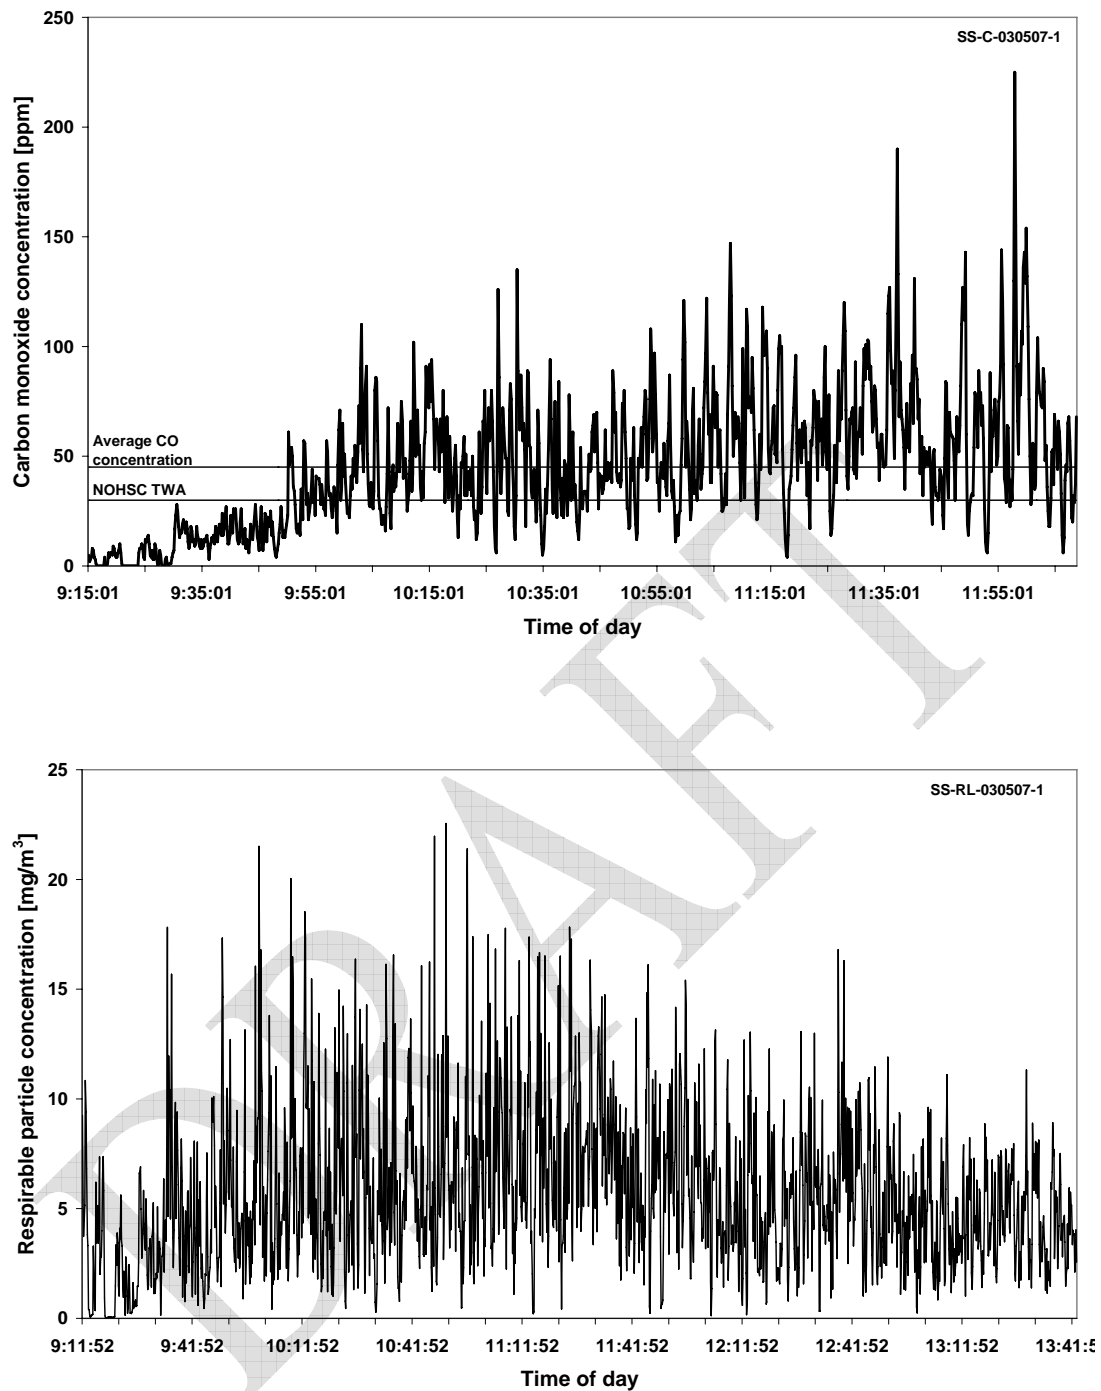 250
SS-C-030507-1
200
150
100
Average CO
concentration
50
NOHSC TWA
0
Carbon monoxide concentration [ppm]
9:15:01 9:35:01 9:55:01 10:15:01 10:35:01 10:55:01 11:15:01 11:35:01 11:55:01
Time of day
25
SS-RL-030507-1
20
15
10
5
0
Respirable particle concentration [mg/m³]
9:11:52 9:41:52 10:11:52 10:41:52 11:11:52 11:41:52 12:11:52 12:41:52 13:11:52 13:41:5
Time of day
DRAFT